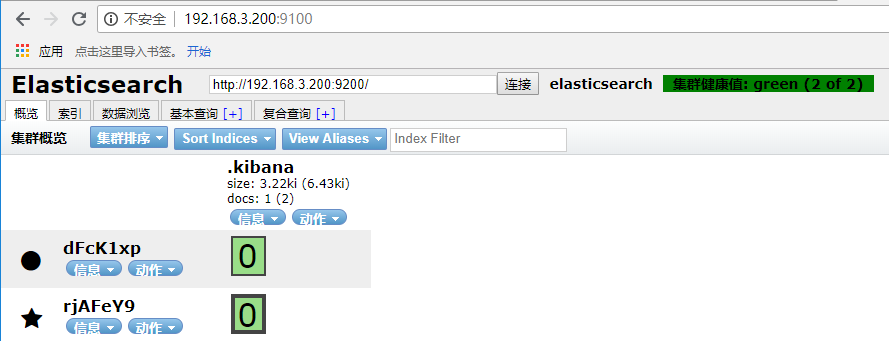 不安全 192.168.3.200:9100
应用 点击这里导入书签。 开始
Elasticsearch http://192.168.3.200:9200/ 连接 elasticsearch 集群健康值: green (2 of 2)
概览 索引 数据浏览 基本查询 [+] 复合查询 [+]
集群概览 集群排序 Sort Indices View Aliases Index Filter
.kibana
size: 3.22ki (6.43ki)
docs: 1 (2)
信息 动作
dFcK1xp 0
信息 动作
rjAFeY9 0
信息 动作